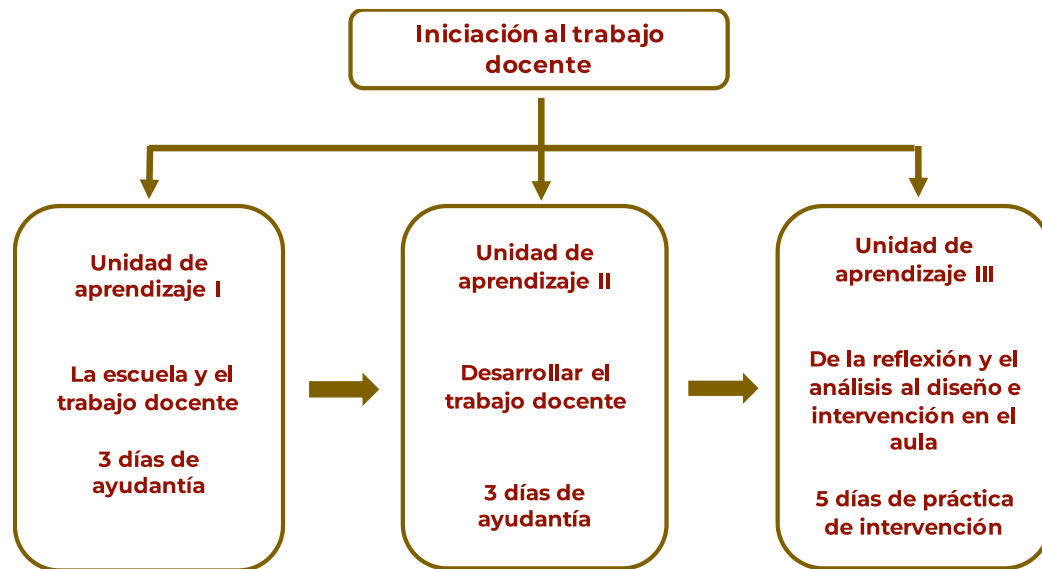 Iniciación al trabajo
docente
Unidad de
aprendizaje I
La escuela y el
trabajo docente
3 días de
ayudantía
Unidad de
aprendizaje II
Desarrollar el
trabajo docente
3 días de
ayudantía
Unidad de
aprendizaje III
De la reflexión y el
análisis al diseño e
intervención en el
aula
5 días de práctica
de intervención